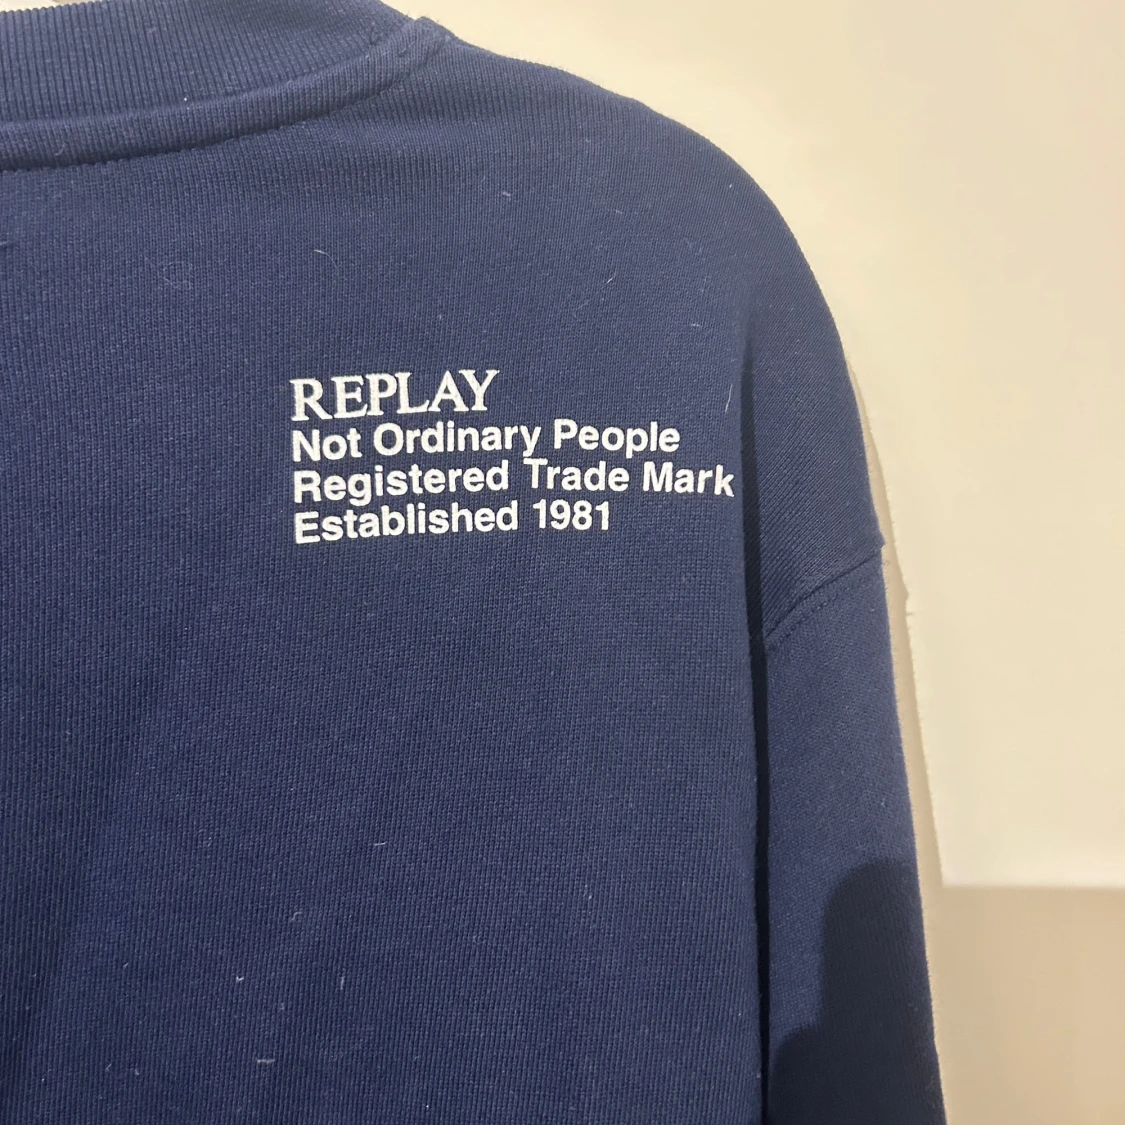 REPLAY
Not Ordinary People
Registered Trade Mark
Established 1981